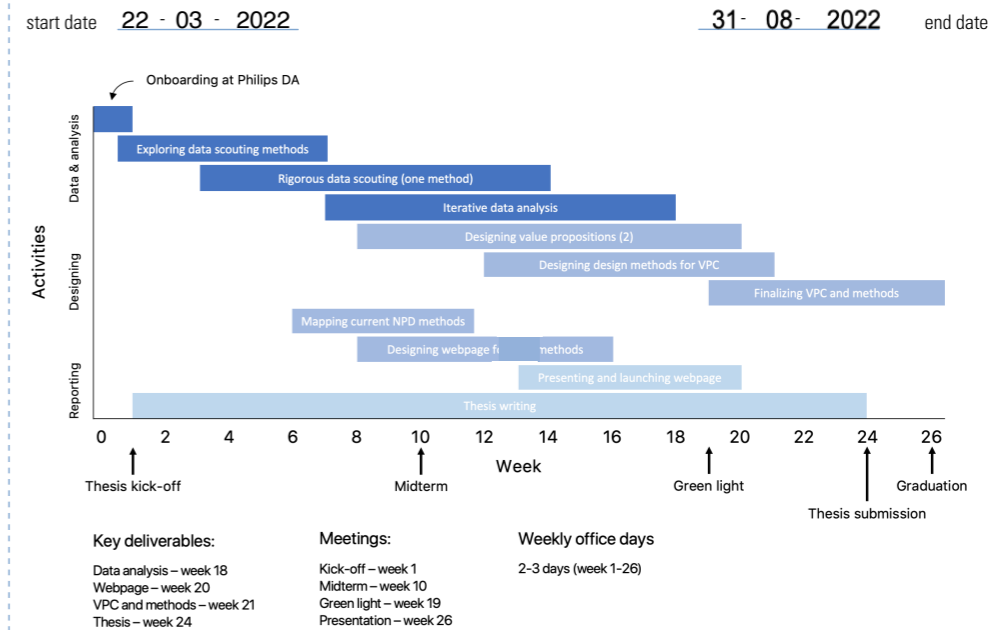 start date 22 - 03 - 2022 31 - 08 - 2022 end date
Onboarding at Philips DA
Data & analysis
Exploring data scouting methods
Rigorous data scouting (one method)
Iterative data analysis
Activities
Designing
Designing value propositions (2)
Designing design methods for VPC
Finalizing VPC and methods
Mapping current NPD methods
Designing webpage methods
Reporting
Presenting and launching webpage
Thesis writing
0 2 4 6 8 10 12 14 16 18 20 22 24 26
Week
Thesis kick-off Midterm Green light Graduation
Thesis submission
Key deliverables:
Data analysis – week 18
Webpage – week 20
VPC and methods – week 21
Thesis – week 24
Meetings:
Kick-off – week 1
Midterm – week 10
Green light – week 19
Presentation – week 26
Weekly office days
2-3 days (week 1-26)